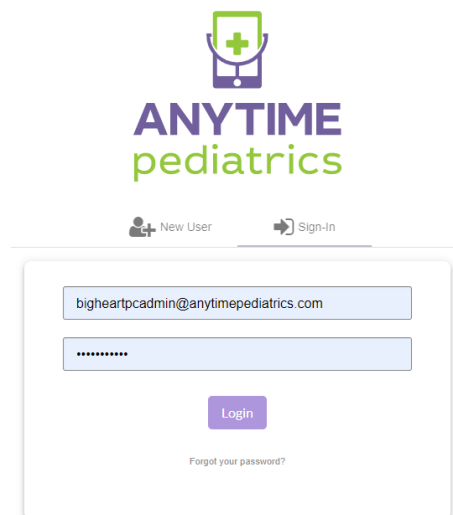 ANYTIME
pediatrics
New User
Sign-In
bigheartpcadmin@anytimepediatrics.com
•••••••••••
Login
Forgot your password?